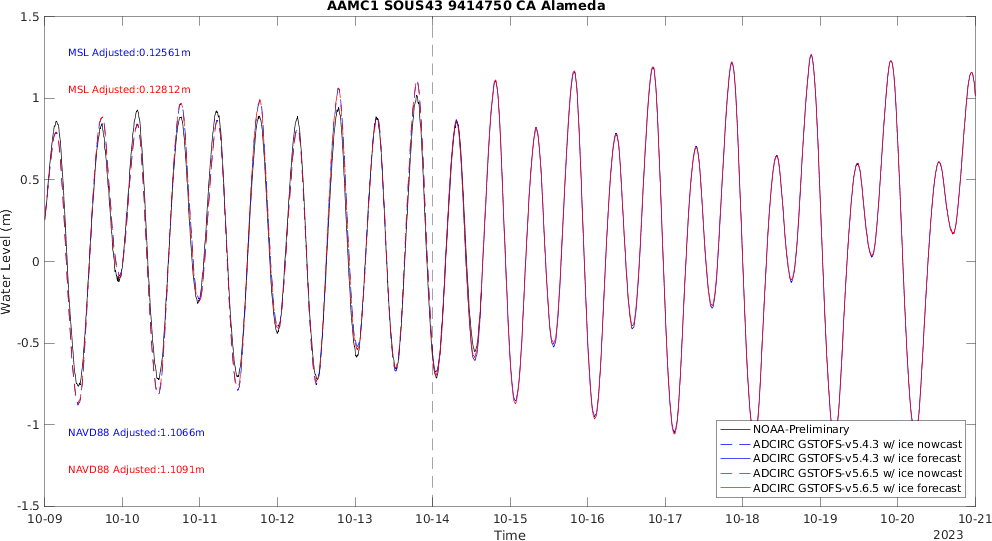 AAMC1 SOUS43 9414750 CA Alameda
1.5
MSL Adjusted:0.12561m
MSL Adjusted:0.12812m
1
0.5
0
-0.5
-1
-1.5
Water Level (m)
NAVD88 Adjusted:1.1066m
NAVD88 Adjusted:1.1091m
NOAA-Preliminary
ADCIRC GSTOFS-v5.4.3 w/ ice nowcast
ADCIRC GSTOFS-v5.4.3 w/ ice forecast
ADCIRC GSTOFS-v5.6.5 w/ ice nowcast
ADCIRC GSTOFS-v5.6.5 w/ ice forecast
10-09 10-10 10-11 10-12 10-13 10-14 10-15 10-16 10-17 10-18 10-19 10-20 10-21
Time
2023